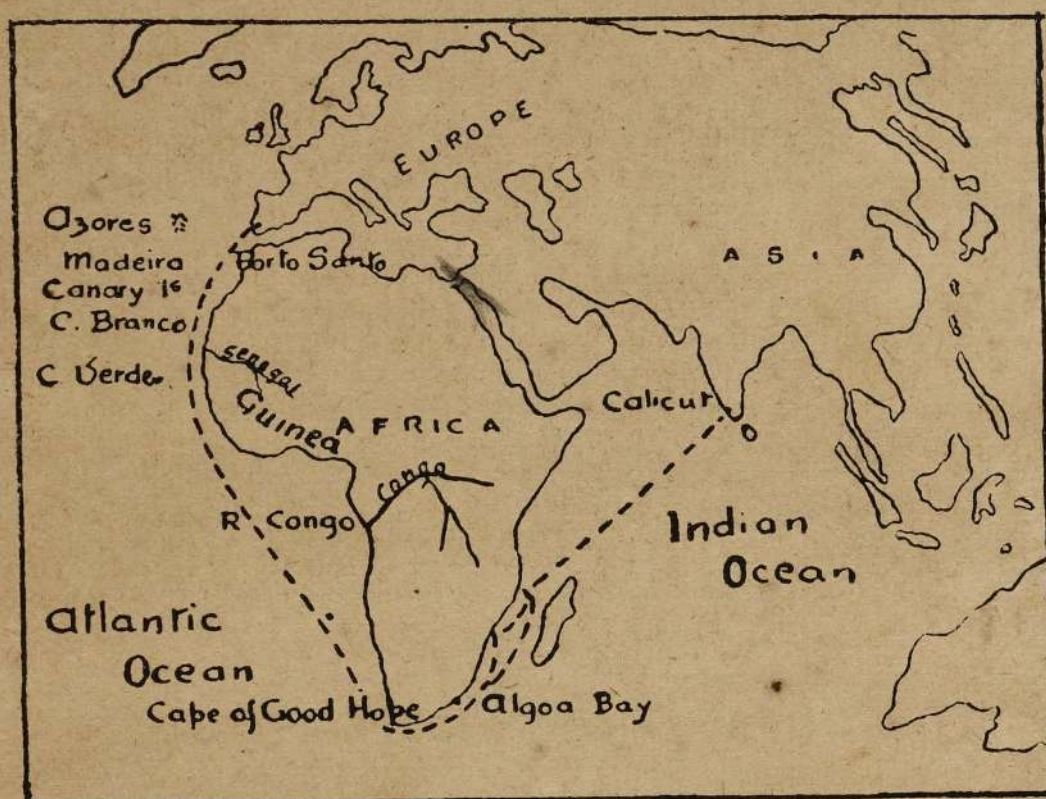 EUROPE
ASIA
Azores
Madeira
Porto Santo
Canary Is
C. Branco
C Verde
Senegal
Guinea
AFRICA
Calicut
Congo
R Congo
Indian
Ocean
Atlantic
Ocean
Cape of Good Hope
Algoa Bay